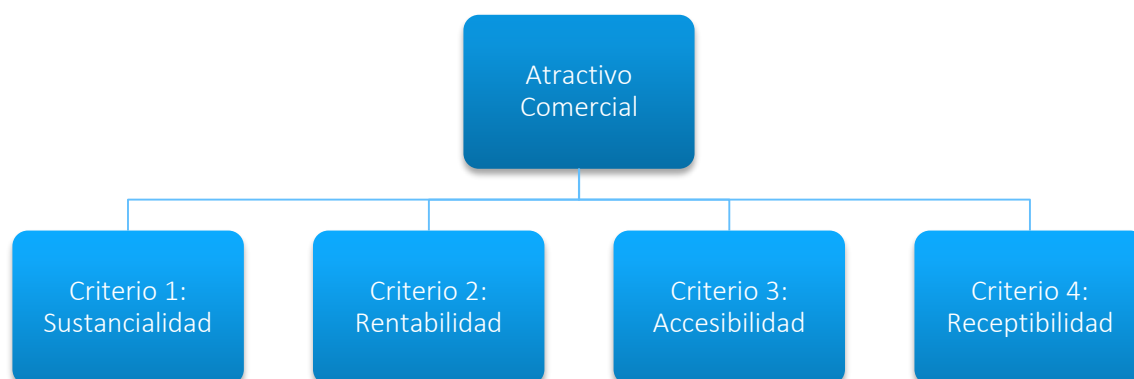 Atractivo
Comercial
Criterio 1:
Sustancialidad
Criterio 2:
Rentabilidad
Criterio 3:
Accesibilidad
Criterio 4:
Receptibilidad